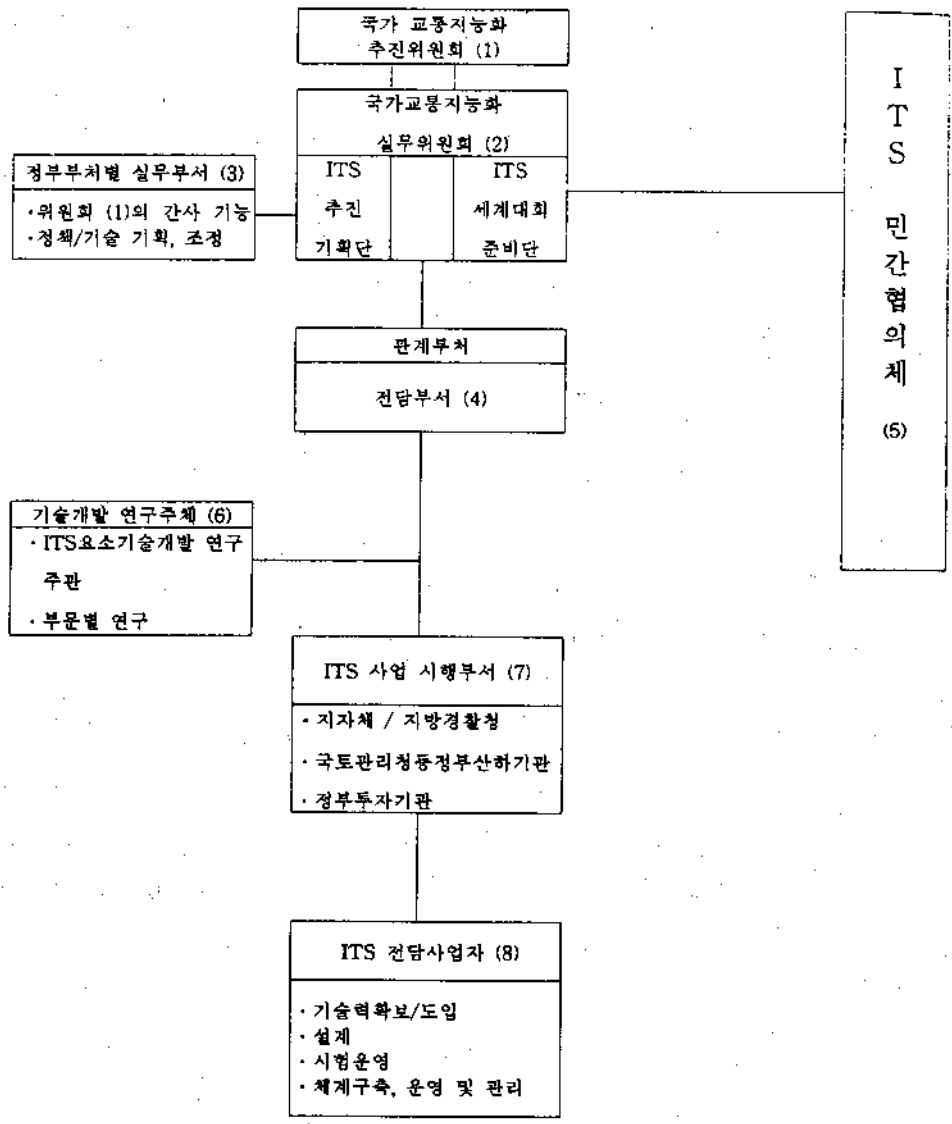 국가 교통지능화
추진위원회 (1)
국가교통지능화
실무위원회 (2)
ITS
추진
기획단
ITS
세계대회
준비단
정부부처별 실무부서 (3)
·위원회 (1)의 간사 기능
·정책/기술 기획, 조정
ITS 민간협의체 (5)
관계부처
전담부서 (4)
기술개발 연구주체 (6)
· ITS요소기술개발 연구
주관
· 부문별 연구
ITS 사업 시행부서 (7)
· 지자체 / 지방경찰청
· 국토관리청등정부산하기관
· 정부투자기관
ITS 전담사업자 (8)
· 기술력확보/도입
· 설계
· 시험운영
· 체계구축, 운영 및 관리